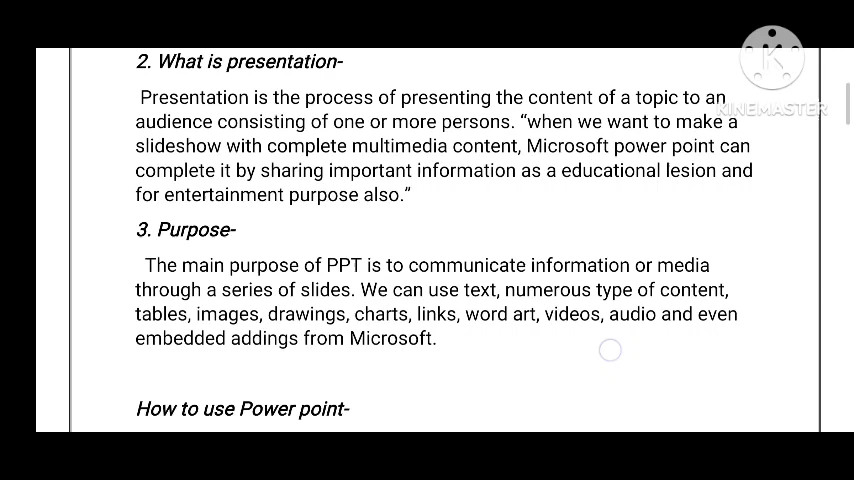 2. What is presentation-
K
KINEMASTER
Presentation is the process of presenting the content of a topic to an
audience consisting of one or more persons. “when we want to make a
slideshow with complete multimedia content, Microsoft power point can
complete it by sharing important information as a educational lesion and
for entertainment purpose also.”
3. Purpose-
The main purpose of PPT is to communicate information or media
through a series of slides. We can use text, numerous type of content,
tables, images, drawings, charts, links, word art, videos, audio and even
embedded addings from Microsoft.
How to use Power point-